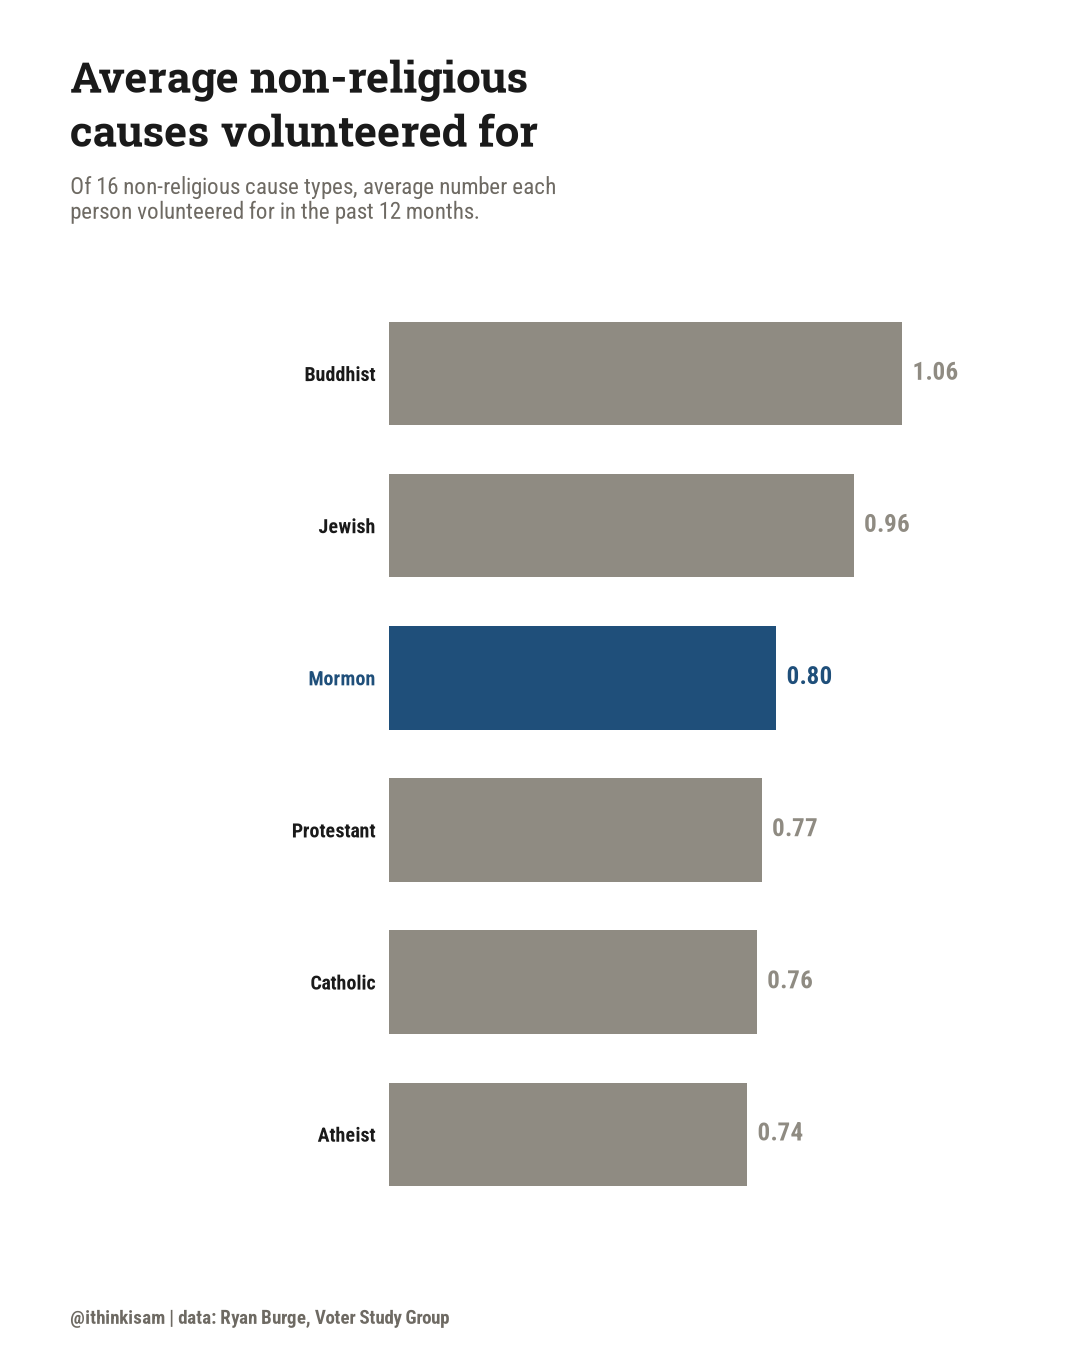 Average non-religious
causes volunteered for
Of 16 non-religious cause types, average number each
person volunteered for in the past 12 months.
Buddhist 1.06
Jewish 0.96
Mormon 0.80
Protestant 0.77
Catholic 0.76
Atheist 0.74
@ithinkisam | data: Ryan Burge, Voter Study Group